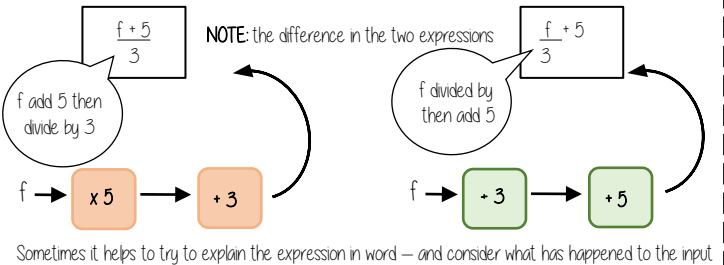 f + 5
3
NOTE: the difference in the two expressions
f + 5
3
f add 5 then
divide by 3
f divided by
then add 5
f
x 5
+ 3
f
÷ 3
+ 5
Sometimes it helps to try to explain the expression in word – and consider what has happened to the input